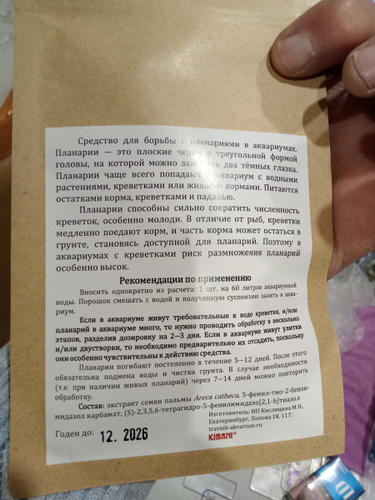 Средство для борьбы с планариями в аквариумах.
Планарии — это плоские черви с треугольной формой
головы, на которой можно заметить два тёмных глазка.
Планарии чаще всего попадают в аквариум с водными
растениями, креветками или живыми кормами. Питаются
остатками корма, креветками и падалью.
Планарии способны сильно сократить численность
креветок, особенно молоди. В отличие от рыб, креветки
медленно поедают корм, и часть корма может остаться в
грунте, становясь доступной для планарий. Поэтому в
аквариумах с креветками риск размножения планарий
особенно высок.
Рекомендации по применению
Вносить однократно из расчета: 1 шт. на 60 литров аквариумной
воды. Порошок смешать с водой и полученную суспензию залить в аква-
риум.
Если в аквариуме живут требовательные к воде креветки, и/или
планарий в аквариуме много, то нужно проводить обработку в несколько
этапов, разделив дозировку на 2—3 дня. Если в аквариуме живут улитки
и/или двустворки, то необходимо предварительно их отсадить, поскольку
они особенно чувствительны к действию средства.
Планарии погибают постепенно в течение 5—12 дней. После этого
обязательна подмена воды и чистка грунта. В случае необходимости
(т.е. при наличии живых планарий) через 7—14 дней можно повторить
обработку.
Состав: экстракт семян пальмы Areca cathecu, 5-фенил-тио-2-бензи-
мидазол карбамат, (S)-2,3,5,6-тетрагидро-6-фенилимидазо[2,1-b]тиазол
Изготовитель: ИП Кислицина М.Н.,
Екатеринбург, Попова 18, 117.
travnik-akvarium.ru
Годен до: 12. 2026
KIBANI